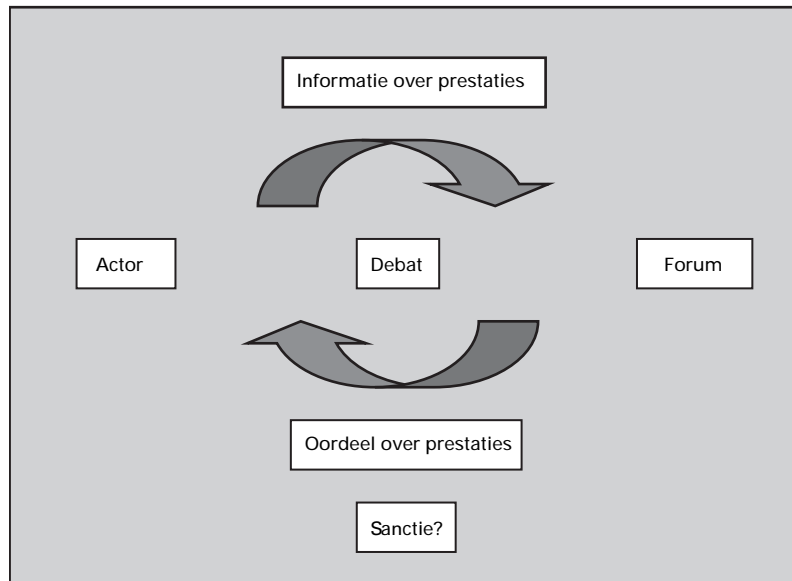 Informatie over prestaties
Actor
Debat
Forum
Oordeel over prestaties
Sanctie?